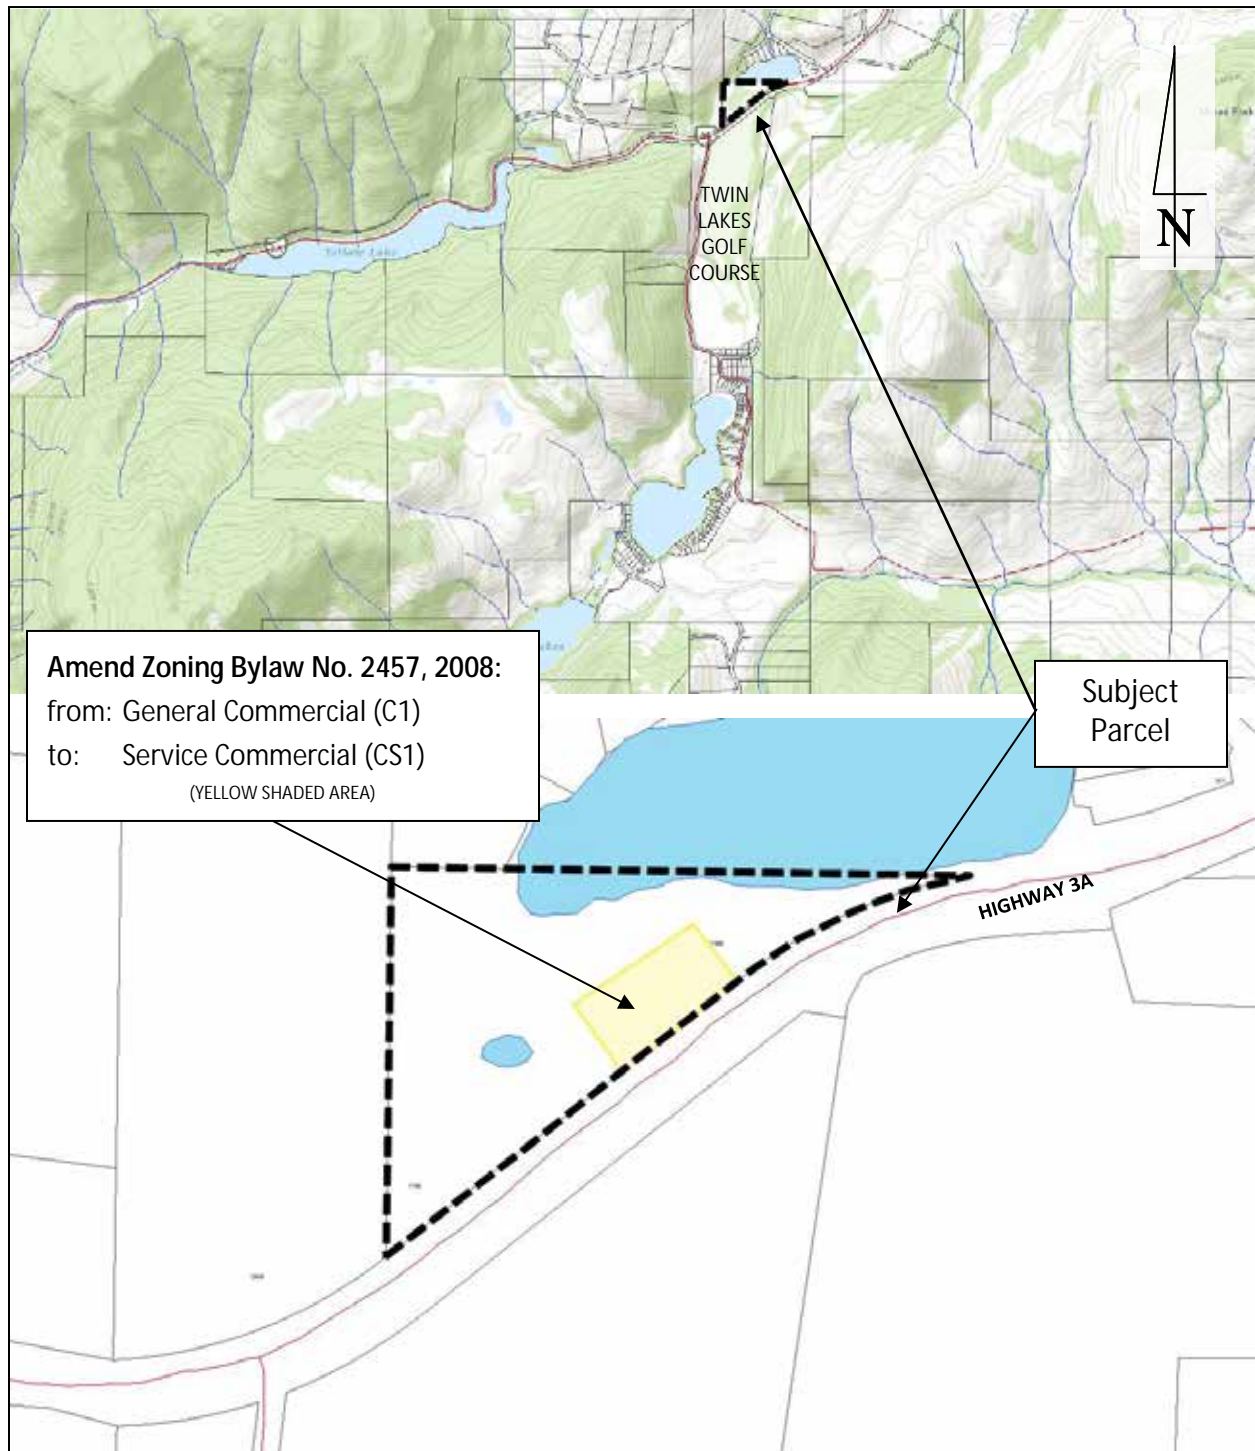 TWIN
LAKES
GOLF
COURSE
N
Amend Zoning Bylaw No. 2457, 2008:
from: General Commercial (C1)
to: Service Commercial (CS1)
(YELLOW SHADED AREA)
Subject
Parcel
HIGHWAY 3A